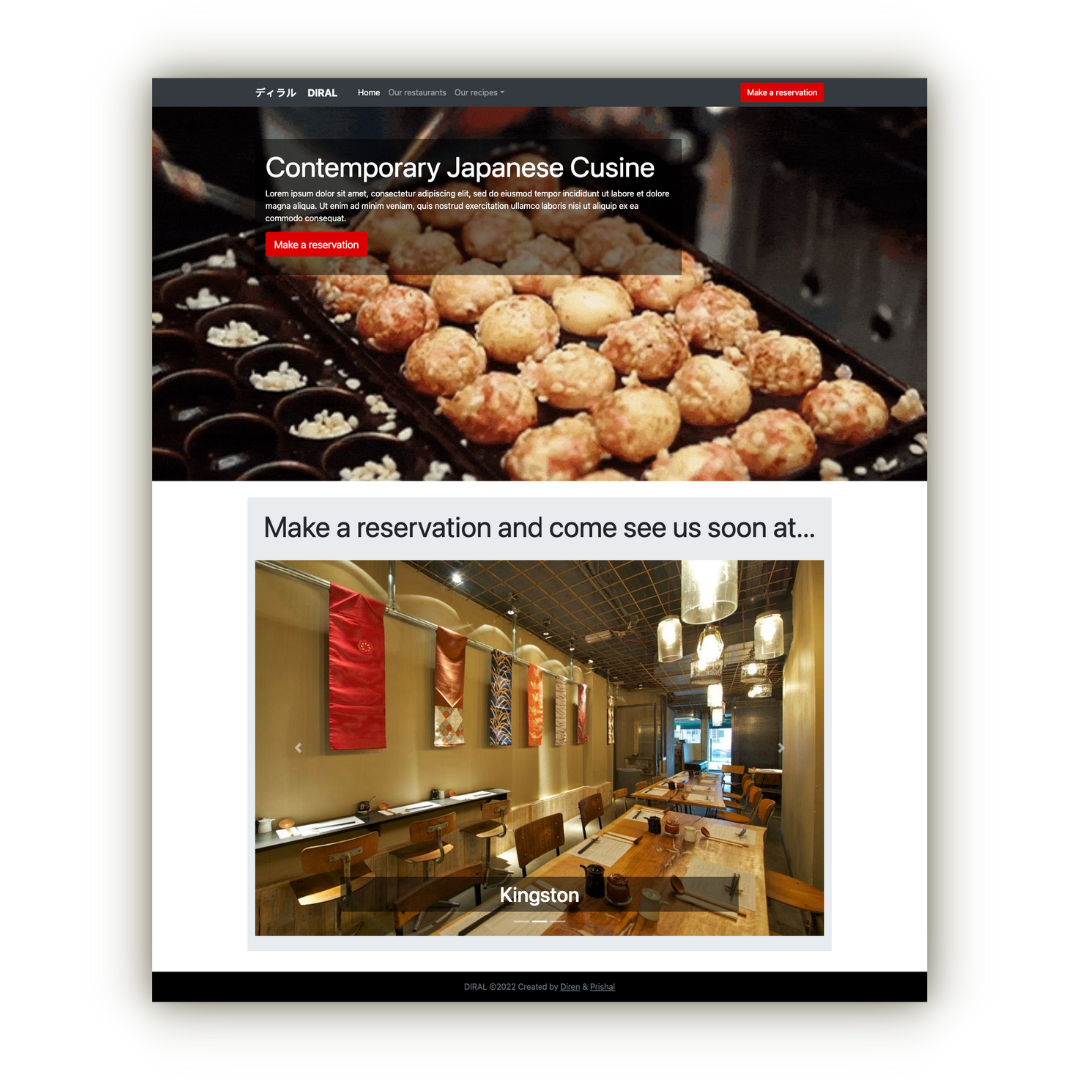 ディラル DIRAL Home Our restaurants Our recipes Make a reservation
Contemporary Japanese Cusine
Lorem ipsum dolor sit amet, consectetur adipiscing elit, sed do eiusmod tempor incididunt ut labore et dolore
magna aliqua. Ut enim ad minim veniam, quis nostrud exercitation ullamco laboris nisi ut aliquip ex ea
commodo consequat.
Make a reservation
Make a reservation and come see us soon at...
Kingston
DIRAL ©2022 Created by Diren & Prishal